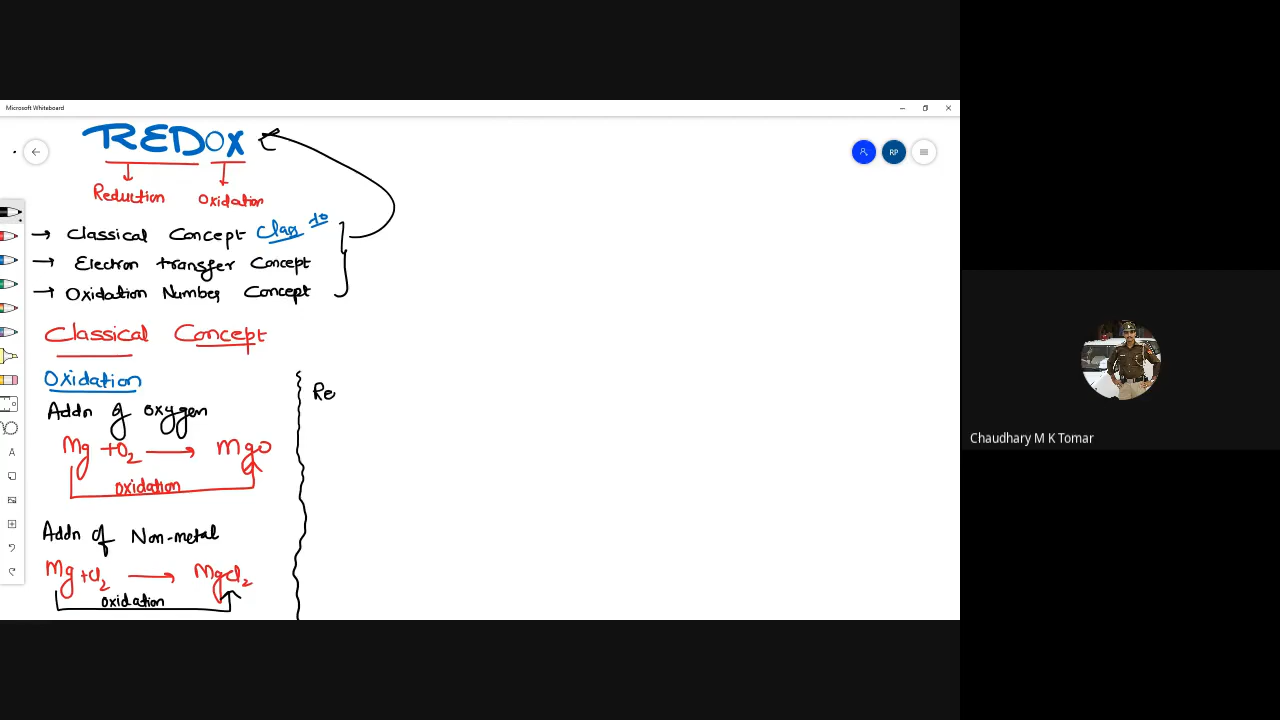 Microsoft Whiteboard
REDOX
Reduction Oxidation
RP
→ Classical Concept Class 10
→ Electron transfer Concept
→ Oxidation Number Concept
Classical Concept
Oxidation
Addn of oxygen
Mg + O2 → MgO
oxidation
Addn of Non-metal
Mg + Cl2 → MgCl2
oxidation
Re
A
Chaudhary M K Tomar